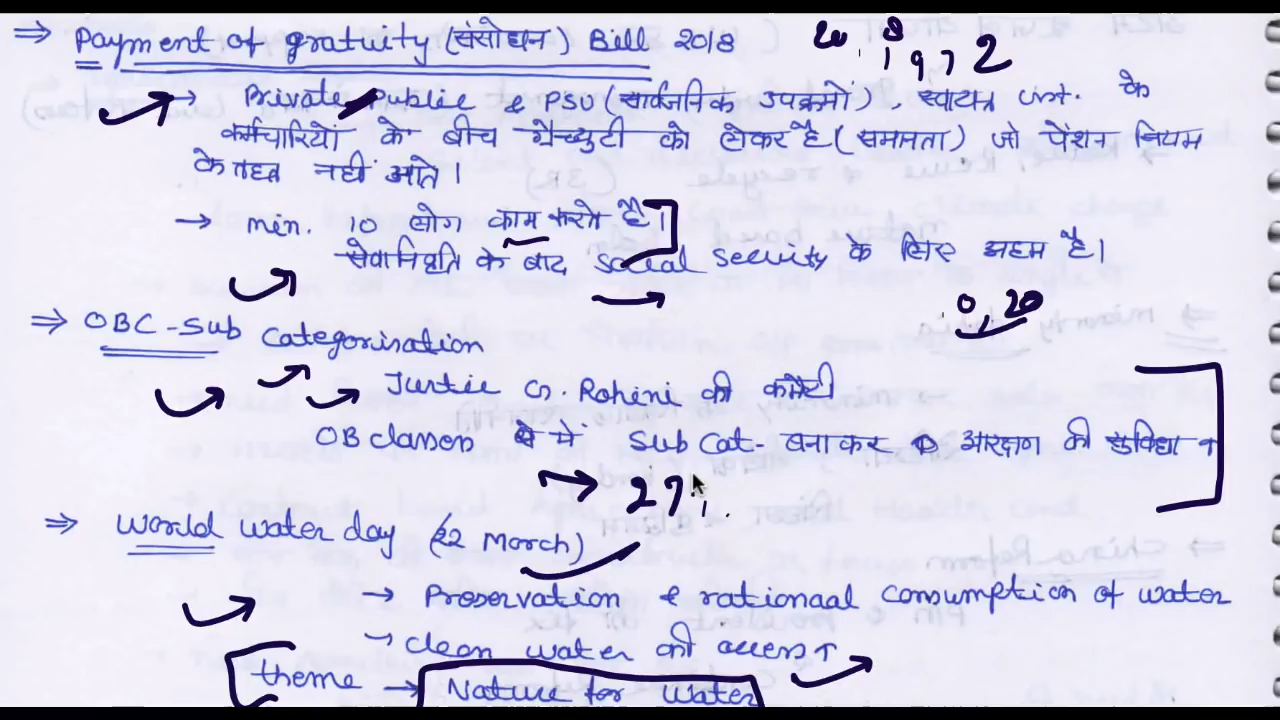 ⇒ Payment of gratuity (संसोधन) Bill 2018
1972
→ Private Public & PSU (सार्वजनिक उपक्रमों). स्वायत्त Unt. के
कर्मचारियों के बीच ग्रैच्युटी को लेकर है (समानता) जो पेंशन नियम
के तहत नहीं आते।
→ min. 10 लोग काम करते है।
सेवानिवृति के बाद Social Security के लिए अहम है।
20
⇒ OBC - Sub Categorisation
→ Justice G. Rohini की कमेटी
OB classes में Sub Cat- बनाकर आरक्षण की सुविधा ↑
→ 27%
⇒ World water day (22 March)
→ Preservation & rationaal consumption of water
→ clean water की access ↑
theme → Nature for water